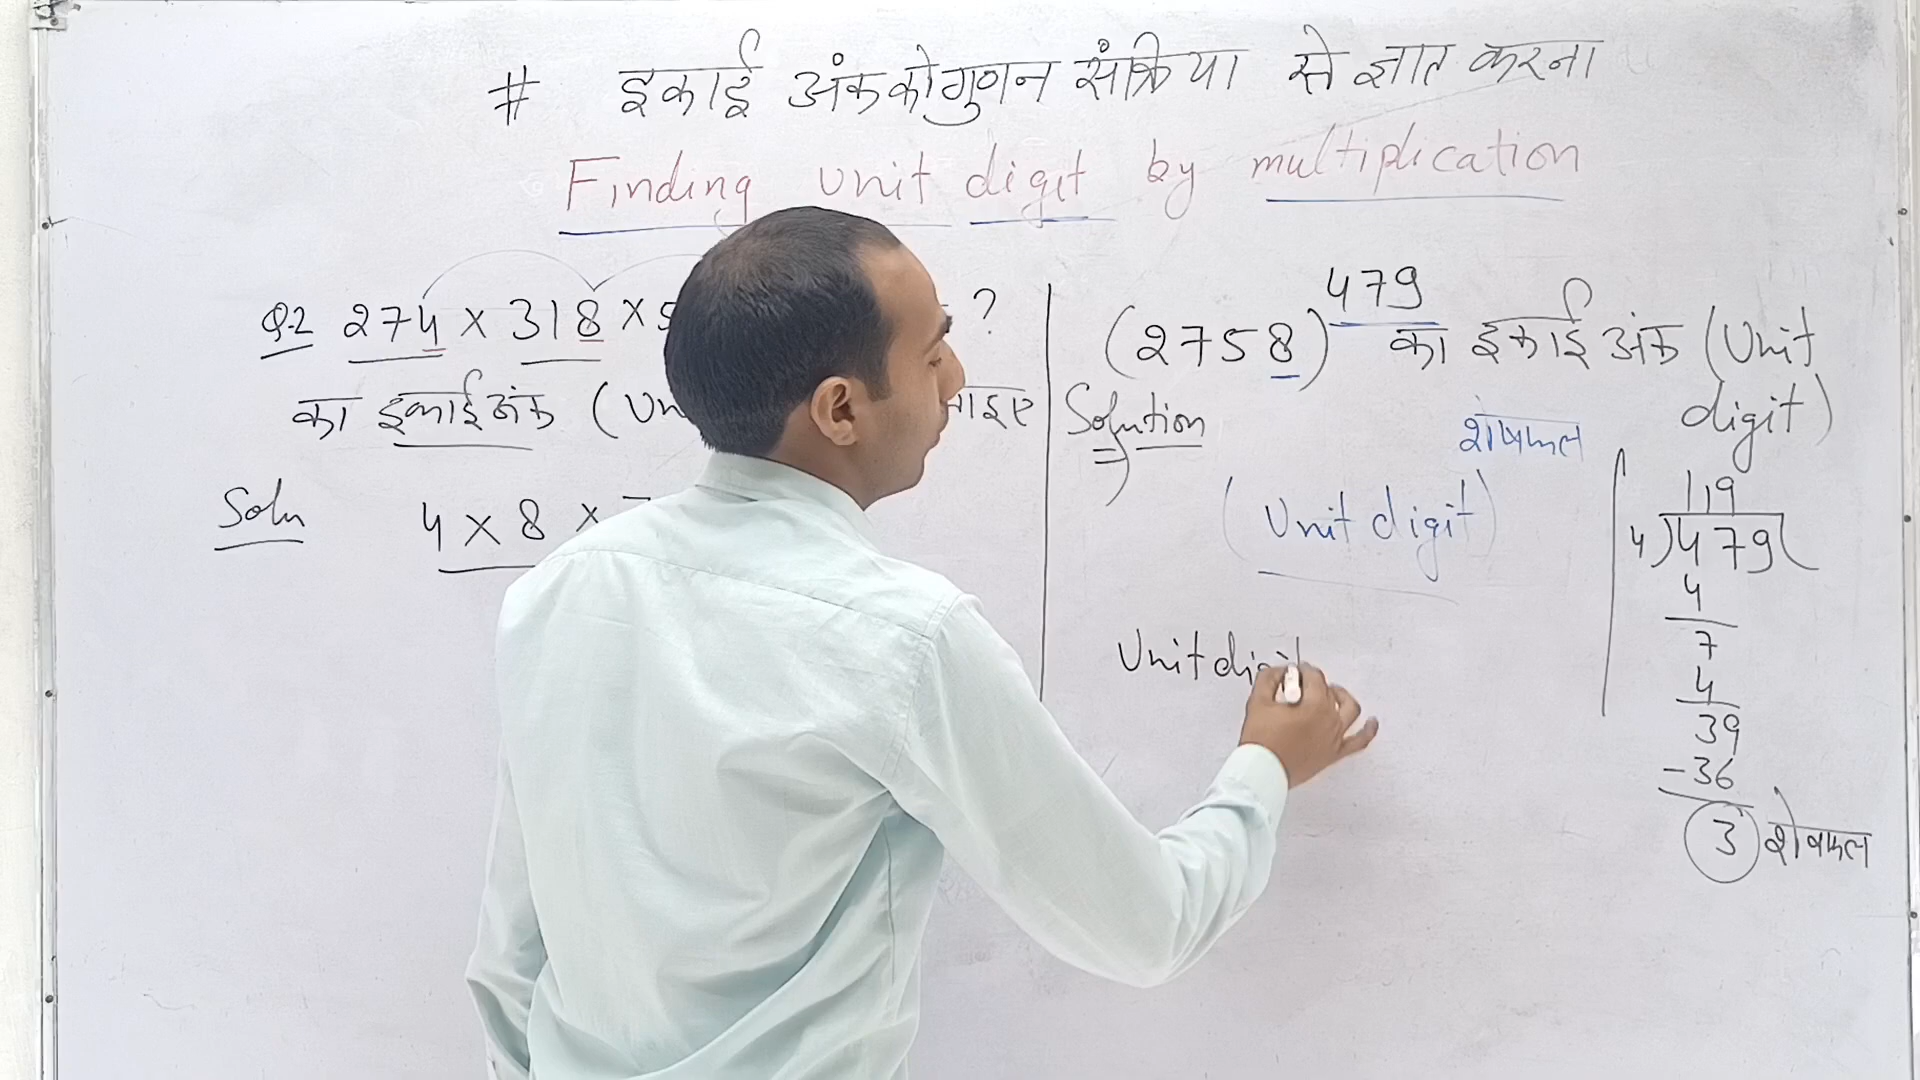 # इकाई अंक को गुणन संक्रिया से ज्ञात करना
Finding unit digit by multiplication
Q.2 274 × 318 × 5 ?
का इकाई अंक (Un
Soln 4 × 8 ×
(2758)^479 का इकाई अंक (Unit
digit)
Solution
शेषफल
(Unit digit)
Unit digit
119
4)479(
4
7
4
39
-36
3 शेषफल